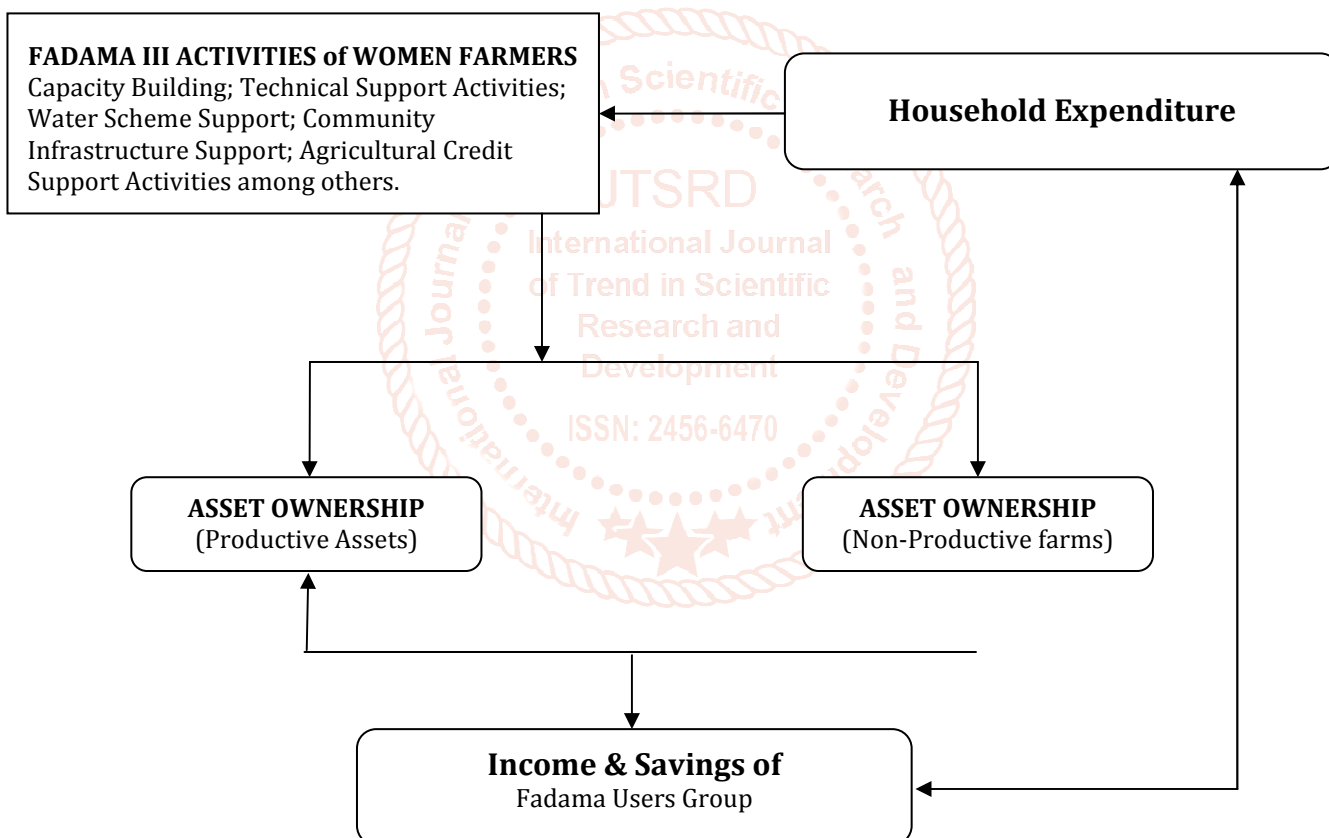 FADAMA III ACTIVITIES of WOMEN FARMERS
Capacity Building; Technical Support Activities;
Water Scheme Support; Community
Infrastructure Support; Agricultural Credit
Support Activities among others.
Household Expenditure
IJTSRD
International Journal
of Trend in Scientific
Research and
Development
ISSN: 2456-6470
ASSET OWNERSHIP
(Productive Assets)
ASSET OWNERSHIP
(Non-Productive farms)
Income & Savings of
Fadama Users Group